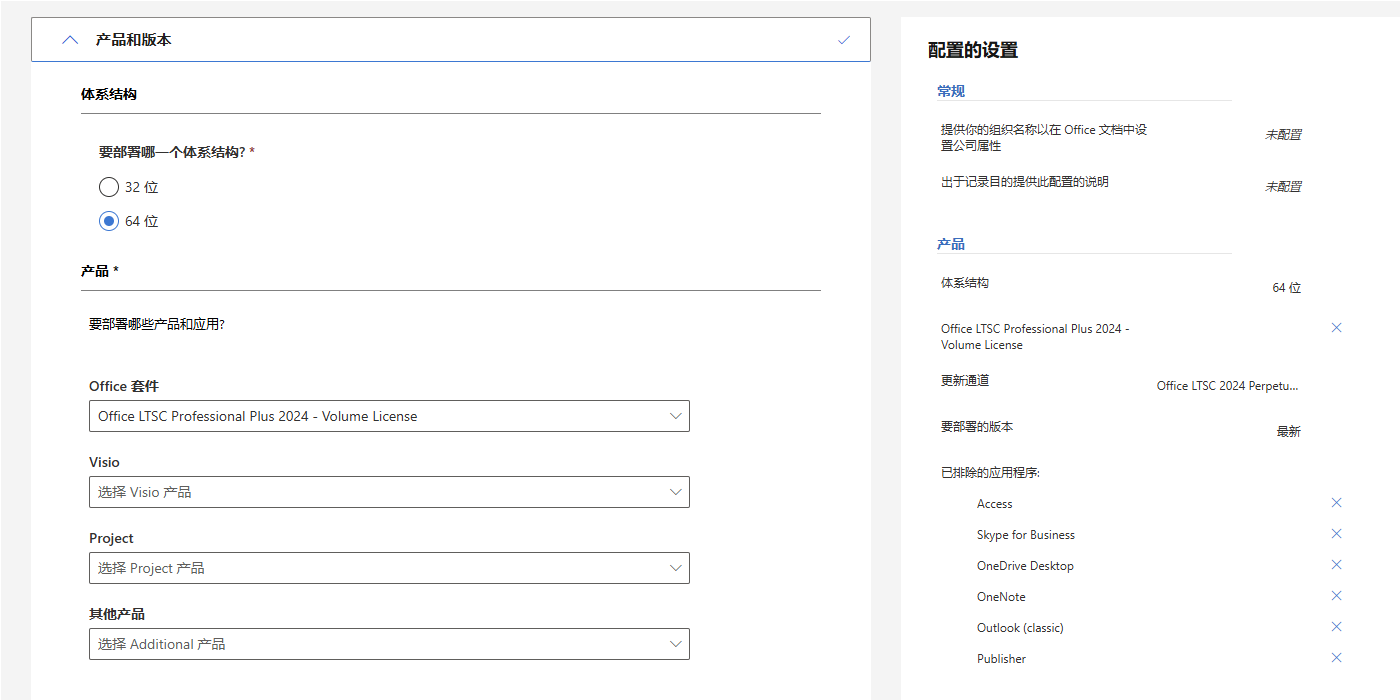 产品和版本
体系结构
要部署哪一个体系结构? *
32 位
64 位
产品 *
要部署哪些产品和应用?
Office 套件
Office LTSC Professional Plus 2024 - Volume License
Visio
选择 Visio 产品
Project
选择 Project 产品
其他产品
选择 Additional 产品
配置的设置
常规
提供你的组织名称以在 Office 文档中设
置公司属性
未配置
出于记录目的提供此配置的说明
未配置
产品
体系结构
64 位
Office LTSC Professional Plus 2024 -
Volume License
更新通道
Office LTSC 2024 Perpetu...
要部署的版本
最新
已排除的应用程序:
Access
Skype for Business
OneDrive Desktop
OneNote
Outlook (classic)
Publisher